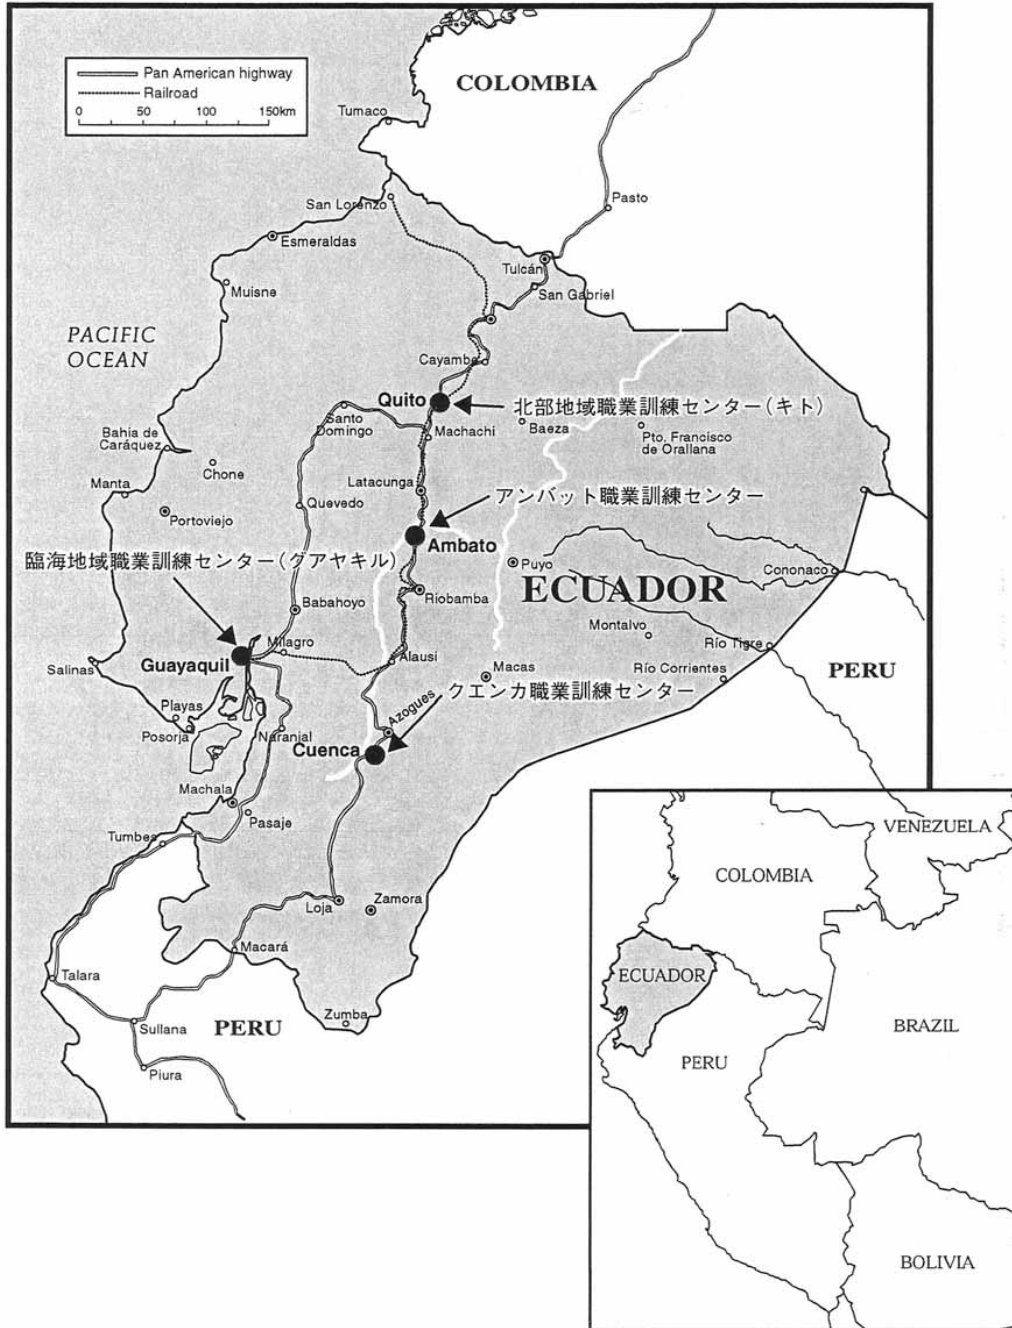 Pan American highway
Railroad
0 50 100 150km
COLOMBIA
Tumaco
Pasto
San Lorenzo
Esmeraldas
Tulcán
San Gabriel
Muisne
PACIFIC
OCEAN
Cayambe
Quito
北部地域職業訓練センター(キト)
Santo
Domingo
Machachi
Baeza
Pto. Francisco
de Orallana
Bahia de
Caráquez
Chone
Latacunga
Manta
Quevedo
アンバット職業訓練センター
Portoviejo
Ambato
臨海地域職業訓練センター(グアヤキル)
Puyo
ECUADOR
Cononaco
Riobamba
Babahoyo
Montalvo
Milagro
Río Tigre
Guayaquil
Alausi
Salinas
Macas
Río Corrientes
PERU
クエンカ職業訓練センター
Playas
Posorja
Azogues
Naranjal
Cuenca
Machala
Pasaje
Tumbes
Loja
Zamora
Macará
Talara
Sullana
PERU
Zumba
Piura
VENEZUELA
COLOMBIA
ECUADOR
BRAZIL
PERU
BOLIVIA